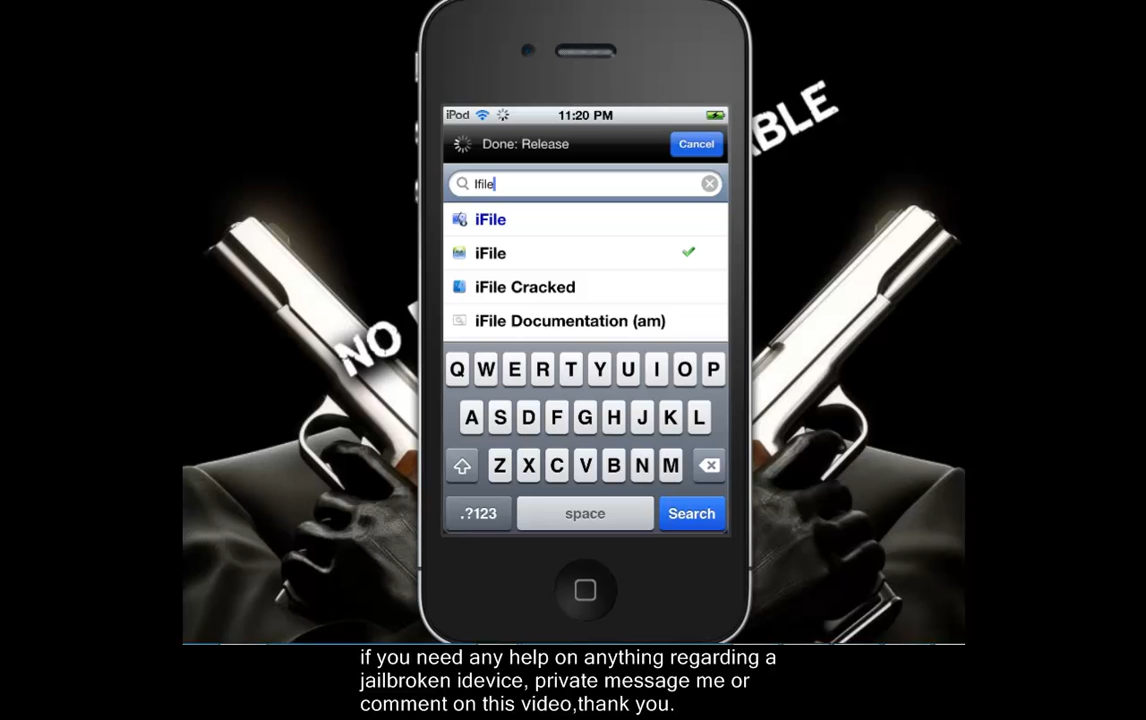 iPod 11:20 PM
Done: Release Cancel
Ifile
iFile
iFile
iFile Cracked
iFile Documentation (am)
Q W E R T Y U I O P
A S D F G H J K L
Z X C V B N M
.?123 space Search
NO
ABLE
if you need any help on anything regarding a
jailbroken idevice, private message me or
comment on this video,thank you.